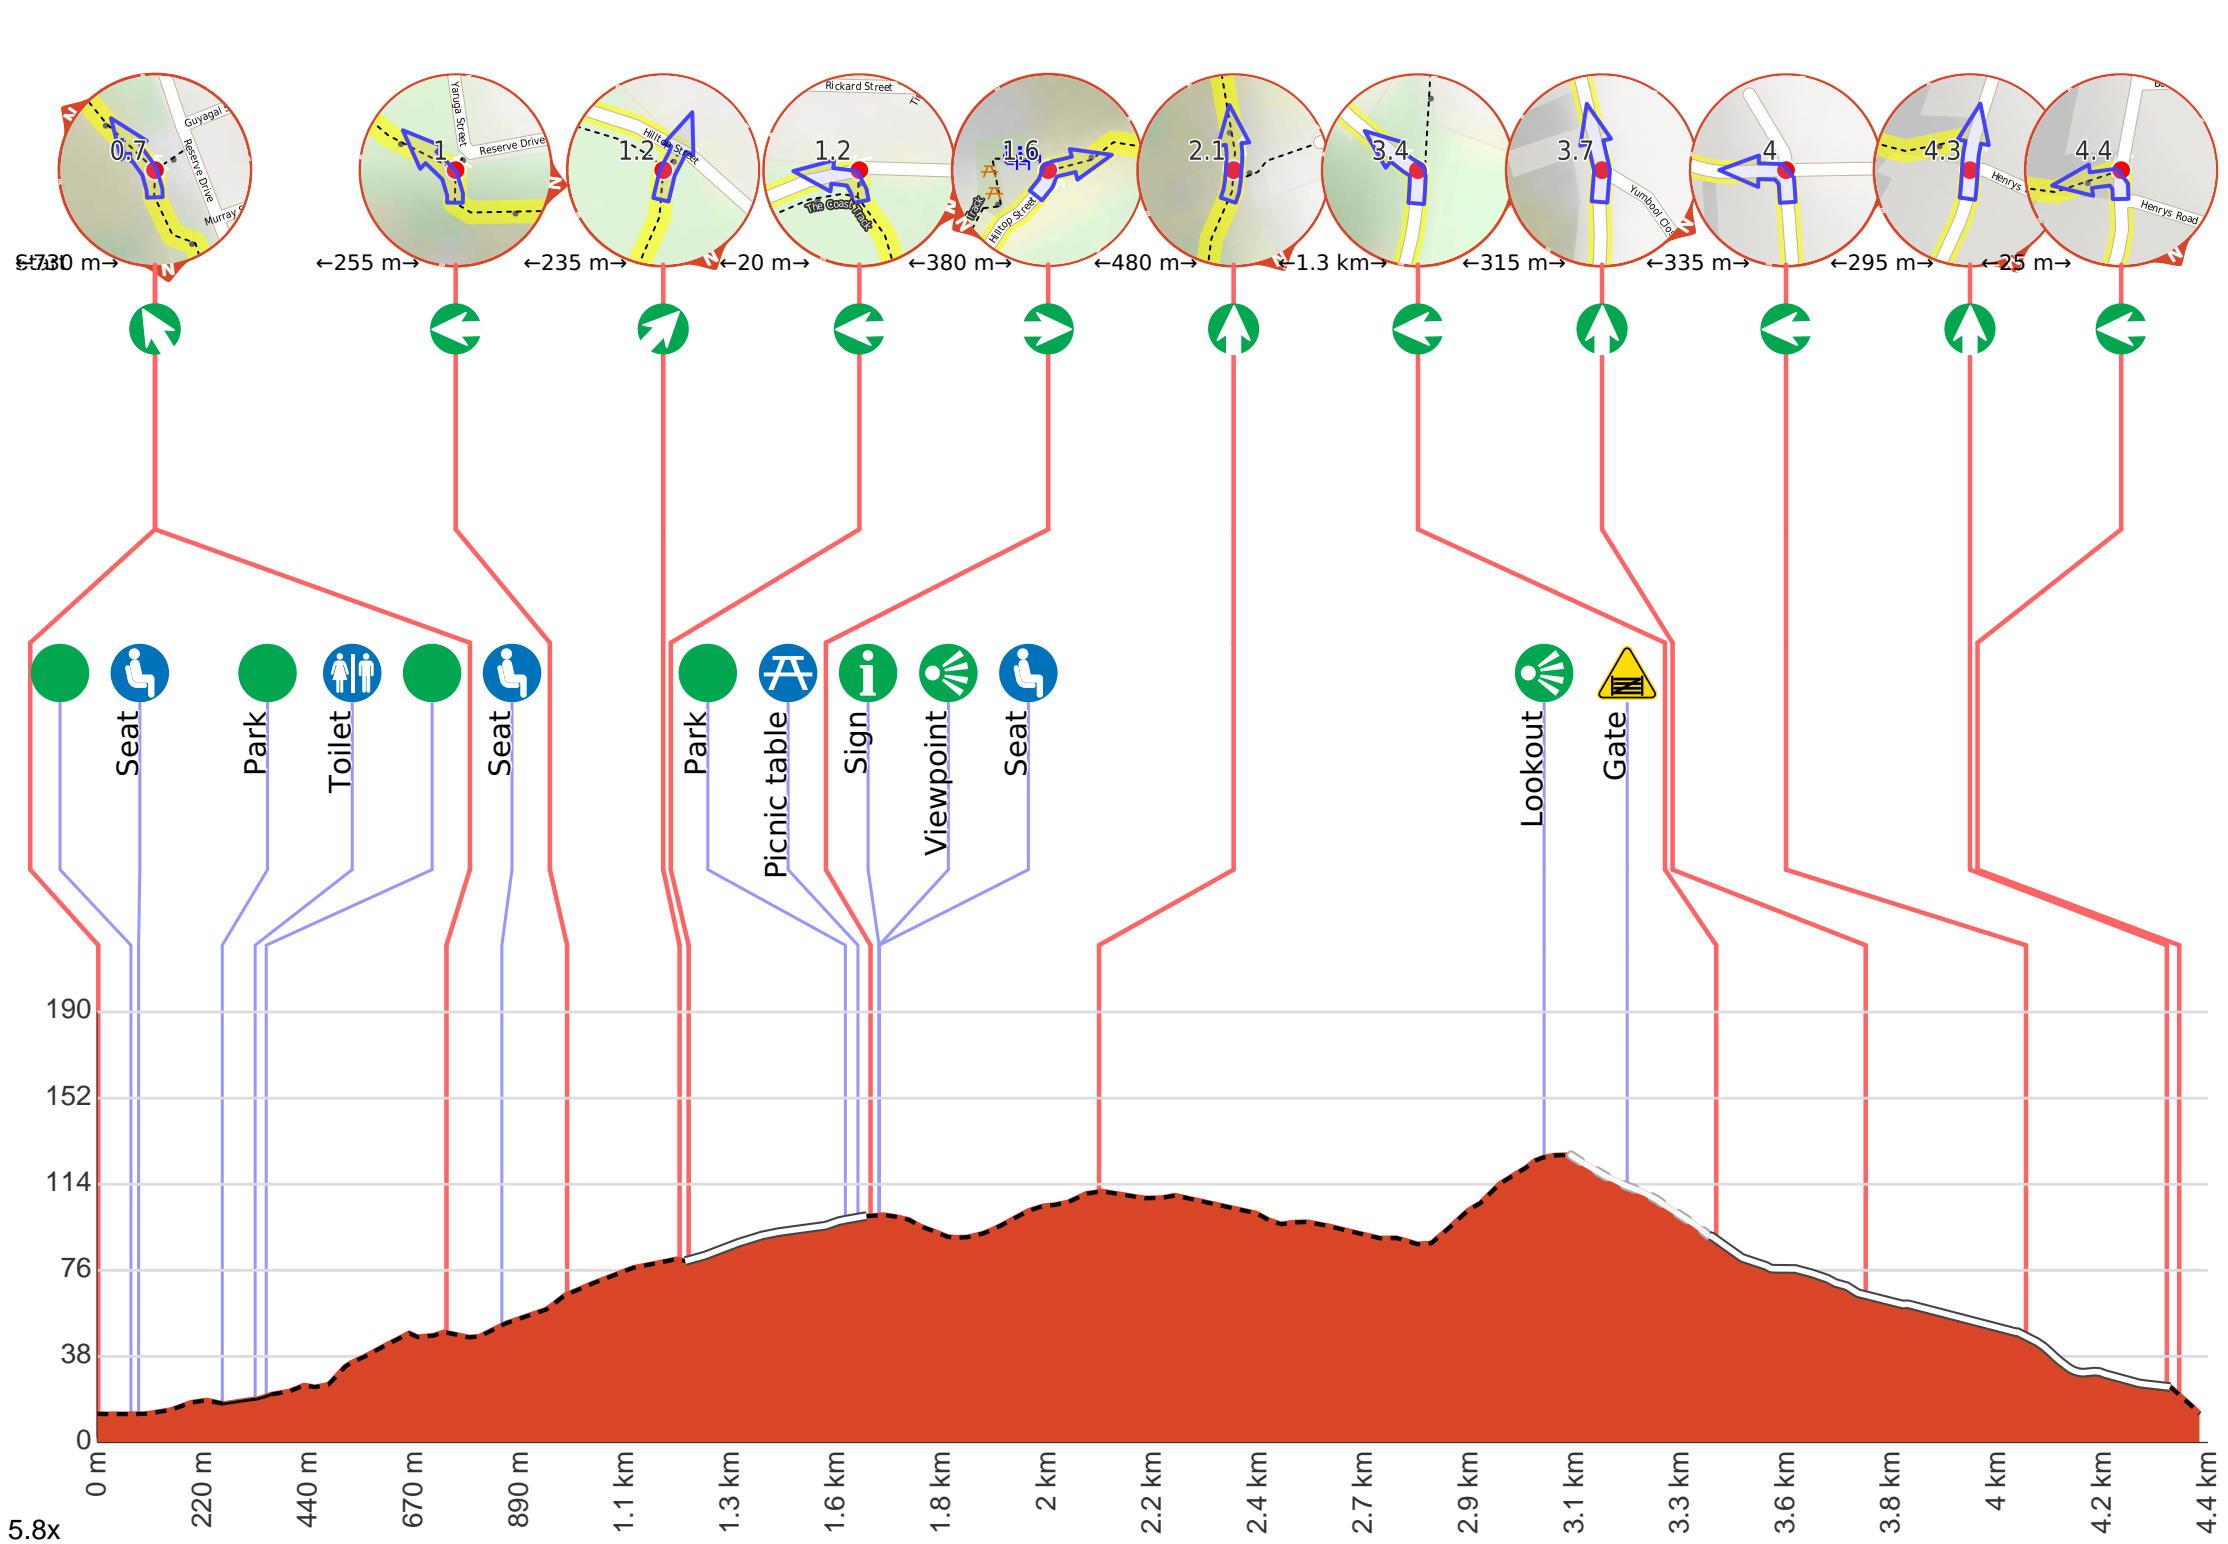 Yaruga Street
Rickard Street
Guyagal
Reserve Drive
Reserve Drive
Hilltop Street
Murray S
The Coast Track
Track
Hilltop Street
Yumbool Clos
Henrys
Henrys Road
N
N
N
N
N
N
N
N
N
N
0.7
1
1.2
1.2
1.6
2.1
3.4
3.7
4
4.3
4.4
←730 m→
←255 m→
←235 m→
←20 m→
←380 m→
←480 m→
←1.3 km→
←315 m→
←335 m→
←295 m→
←25 m→
Seat
Park
Toilet
Seat
Park
Picnic table
Sign
Viewpoint
Seat
Lookout
Gate
190
152
114
76
38
0
0 m
220 m
440 m
670 m
890 m
1.1 km
1.3 km
1.6 km
1.8 km
2 km
2.2 km
2.4 km
2.7 km
2.9 km
3.1 km
3.3 km
3.6 km
3.8 km
4 km
4.2 km
4.4 km
5.8x